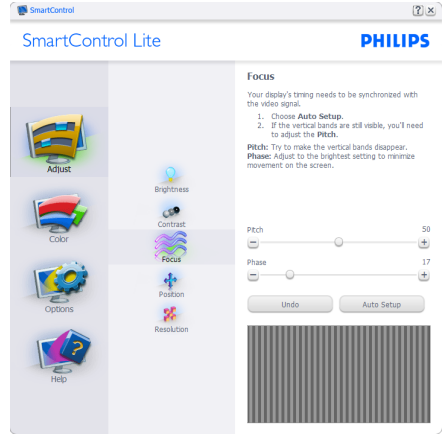 SmartControl
SmartControl Lite
PHILIPS
Adjust
Color
Options
Help
Brightness
Contrast
Focus
Position
Resolution
Focus
Your display's timing needs to be synchronized with
the video signal.
1. Choose Auto Setup.
2. If the vertical bands are still visible, you'll need
to adjust the Pitch.
Pitch: Try to make the vertical bands disappear.
Phase: Adjust to the brightest setting to minimize
movement on the screen.
Pitch 50
Phase 17
Undo Auto Setup